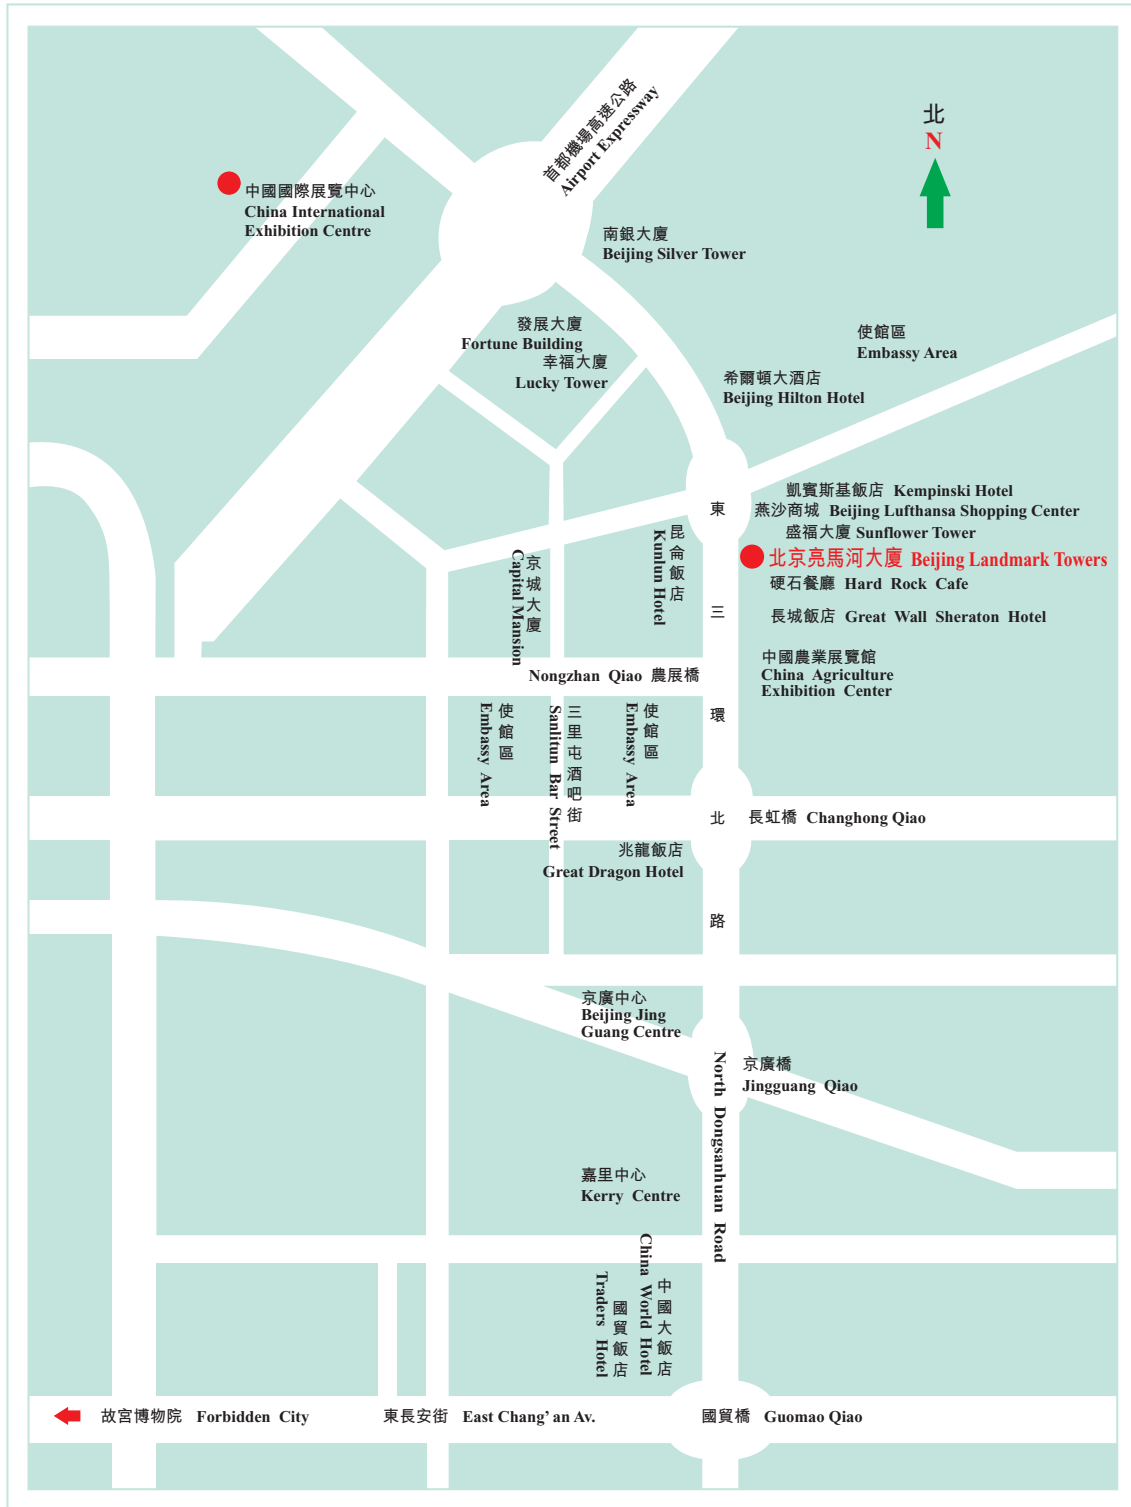 首都機場高速公路
Airport Expressway
北
N
中國國際展覽中心
China International
Exhibition Centre
南銀大廈
Beijing Silver Tower
發展大廈
Fortune Building
幸福大廈
Lucky Tower
使館區
Embassy Area
希爾頓大酒店
Beijing Hilton Hotel
凱賓斯基飯店 Kempinski Hotel
燕沙商城 Beijing Lufthansa Shopping Center
盛福大廈 Sunflower Tower
北京亮馬河大廈 Beijing Landmark Towers
硬石餐廳 Hard Rock Cafe
長城飯店 Great Wall Sheraton Hotel
中國農業展覽館
China Agriculture
Exhibition Center
東三環北路
North Dongsanhuan Road
昆侖飯店
Kunlun Hotel
京城大廈
Capital Mansion
Nongzhan Qiao 農展橋
使館區
Embassy Area
三里屯酒吧街
Sanlitun Bar Street
使館區
Embassy Area
長虹橋 Changhong Qiao
兆龍飯店
Great Dragon Hotel
京廣中心
Beijing Jing
Guang Centre
京廣橋
Jingguang Qiao
嘉里中心
Kerry Centre
中國大飯店
China World Hotel
國貿飯店
Traders Hotel
故宮博物院 Forbidden City
東長安街 East Chang’an Av.
國貿橋 Guomao Qiao